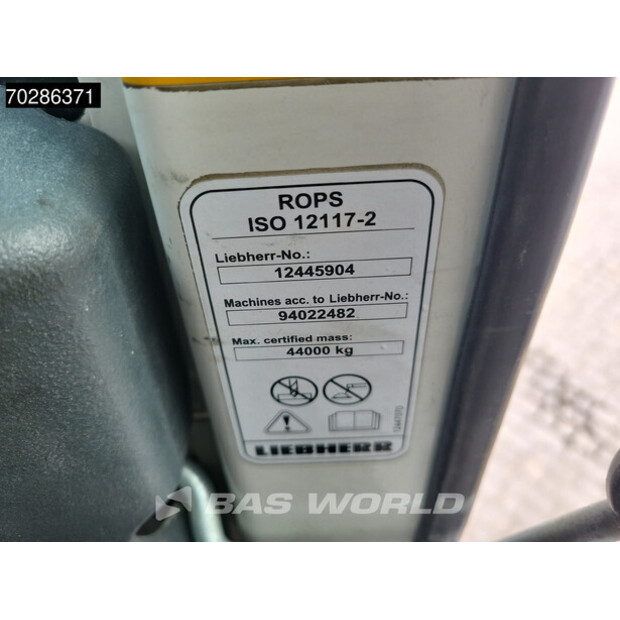 70286371
ROPS
ISO 12117-2
Liebherr-No.:
12445904
Machines acc. to Liebherr-No.:
94022482
Max. certified mass:
44000 kg
LIEBHERR
BAS WORLD